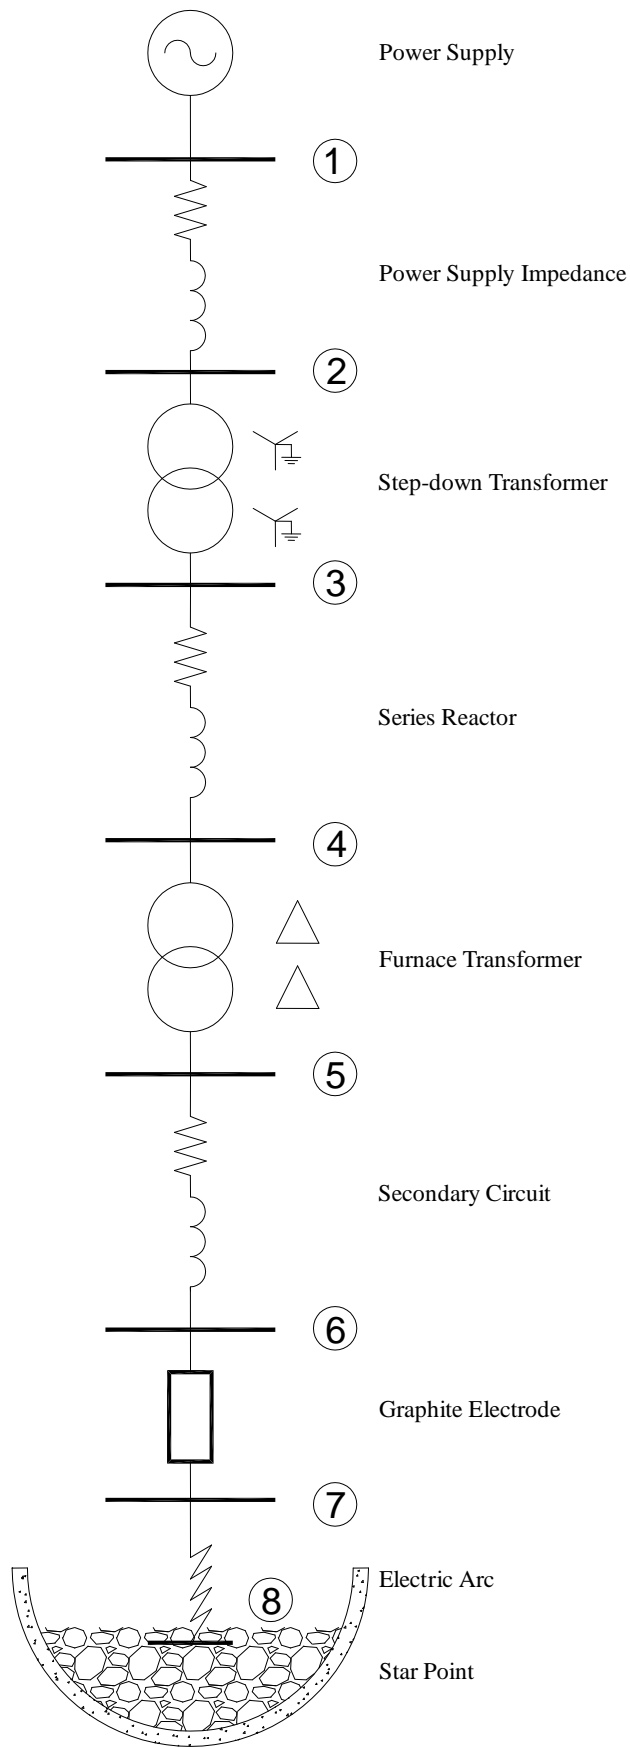 Power Supply
1
Power Supply Impedance
2
Step-down Transformer
3
Series Reactor
4
Furnace Transformer
5
Secondary Circuit
6
Graphite Electrode
7
Electric Arc
8
Star Point